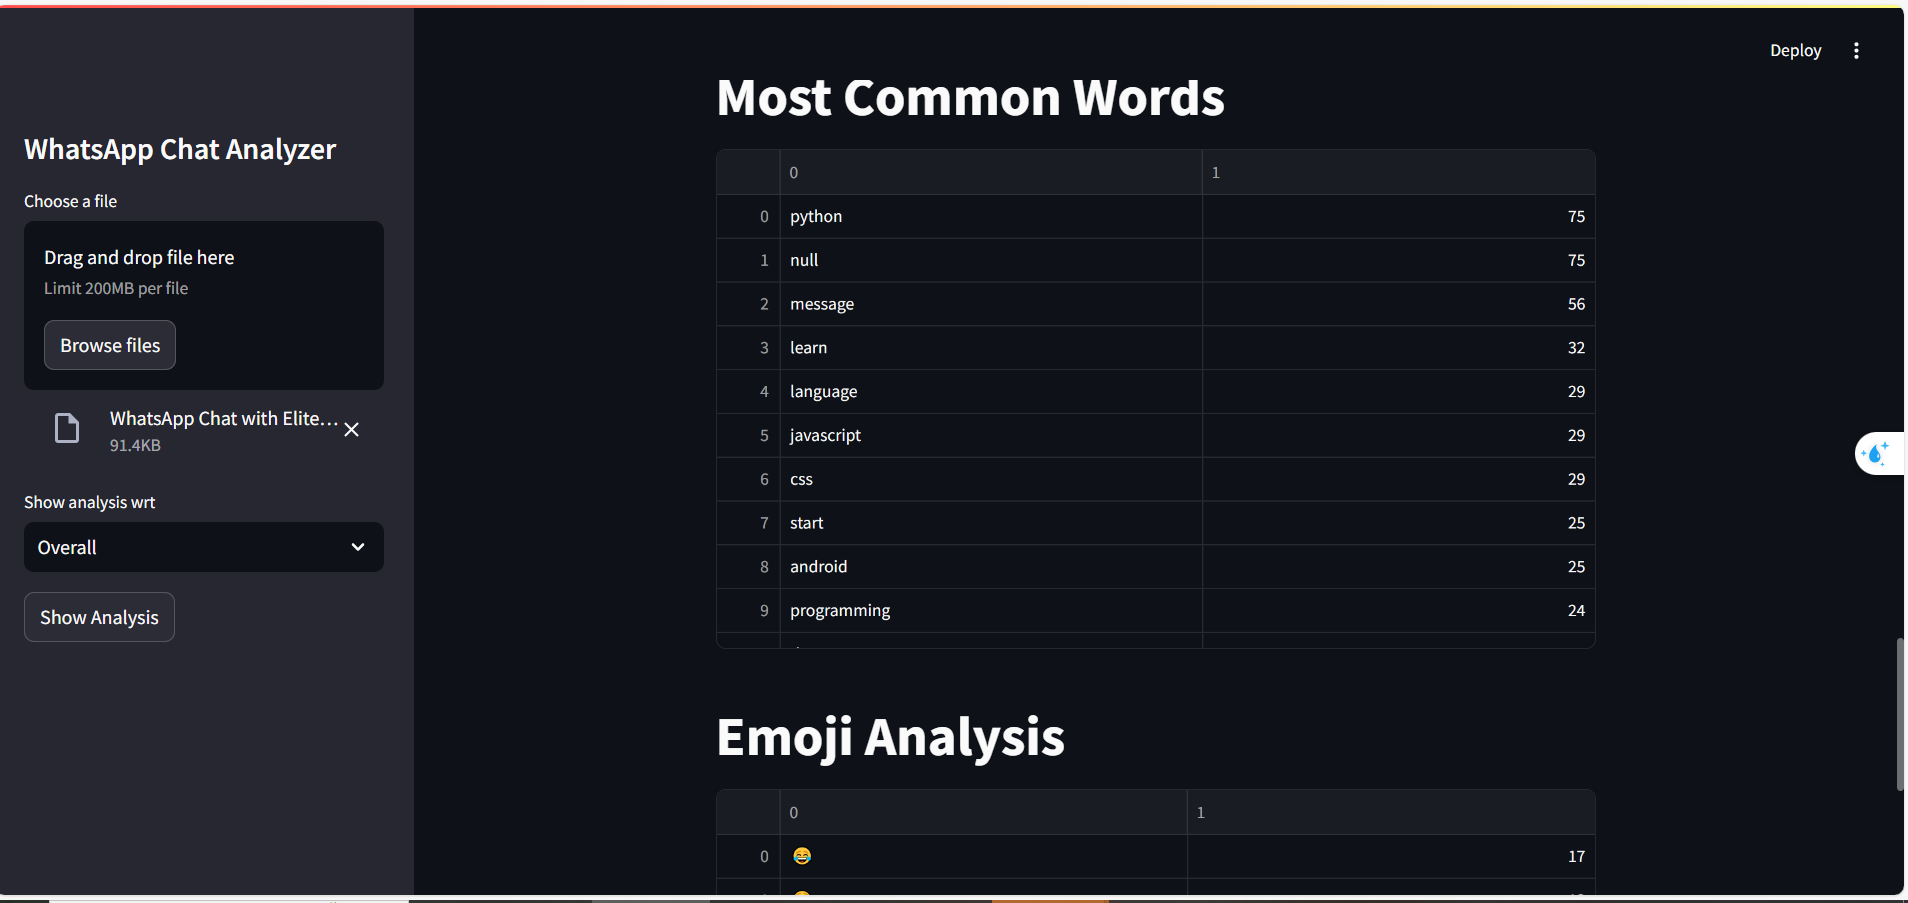 Deploy
WhatsApp Chat Analyzer
Choose a file
Drag and drop file here
Limit 200MB per file
Browse files
WhatsApp Chat with Elite...
91.4KB
Show analysis wrt
Overall
Show Analysis
Most Common Words
0 1
0 python 75
1 null 75
2 message 56
3 learn 32
4 language 29
5 javascript 29
6 css 29
7 start 25
8 android 25
9 programming 24
Emoji Analysis
0 1
0 😂 17